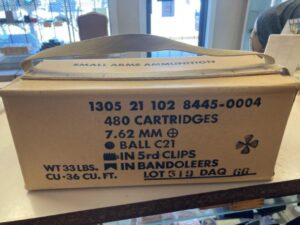 SMALL ARMS AMMUNITION
1305 21 102 8445-0004
480 CARTRIDGES
7.62 MM
BALL C21
IN 5rd CLIPS
WT 33 LBS. IN BANDOLEERS
CU .36 CU. FT. LOT 319 DAQ 66